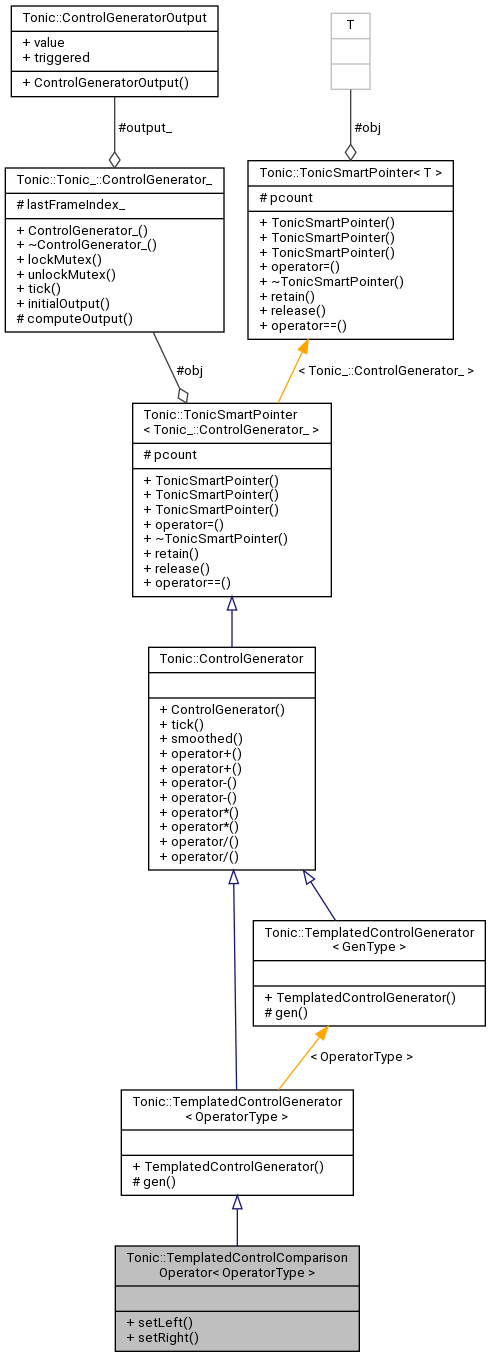 Tonic::ControlGeneratorOutput
+ value
+ triggered
+ ControlGeneratorOutput()
T
#output_
#obj
Tonic::Tonic_::ControlGenerator_
# lastFrameIndex_
+ ControlGenerator_()
+ ~ControlGenerator_()
+ lockMutex()
+ unlockMutex()
+ tick()
+ initialOutput()
# computeOutput()
Tonic::TonicSmartPointer< T >
# pcount
+ TonicSmartPointer()
+ TonicSmartPointer()
+ TonicSmartPointer()
+ operator=()
+ ~TonicSmartPointer()
+ retain()
+ release()
+ operator==()
#obj
< Tonic_::ControlGenerator_ >
Tonic::TonicSmartPointer
< Tonic_::ControlGenerator_ >
# pcount
+ TonicSmartPointer()
+ TonicSmartPointer()
+ TonicSmartPointer()
+ operator=()
+ ~TonicSmartPointer()
+ retain()
+ release()
+ operator==()
Tonic::ControlGenerator
+ ControlGenerator()
+ tick()
+ smoothed()
+ operator+()
+ operator+()
+ operator-()
+ operator-()
+ operator*()
+ operator*()
+ operator/()
+ operator/()
Tonic::TemplatedControlGenerator
< GenType >
+ TemplatedControlGenerator()
# gen()
< OperatorType >
Tonic::TemplatedControlGenerator
< OperatorType >
+ TemplatedControlGenerator()
# gen()
Tonic::TemplatedControlComparison
Operator< OperatorType >
+ setLeft()
+ setRight()